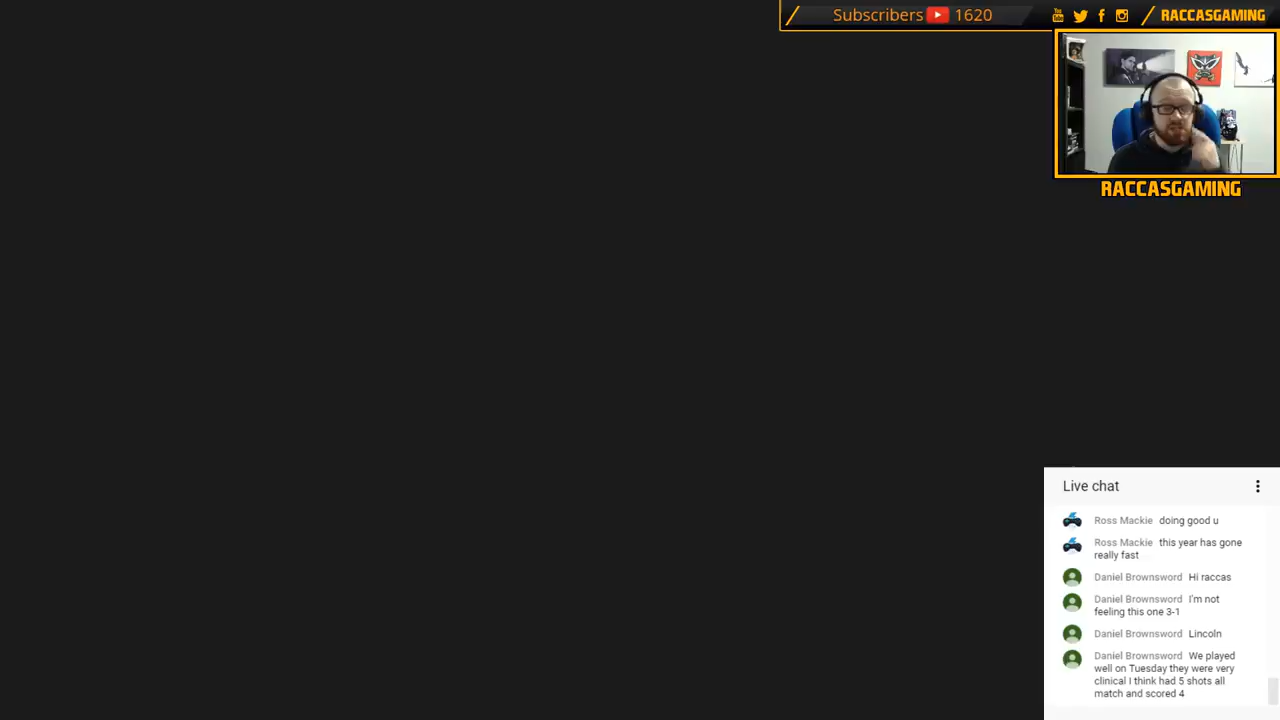 Subscribers 1620
RACCASGAMING
RACCASGAMING
Live chat
Ross Mackie doing good u
Ross Mackie this year has gone
really fast
Daniel Brownsword Hi raccas
Daniel Brownsword I'm not
feeling this one 3-1
Daniel Brownsword Lincoln
Daniel Brownsword We played
well on Tuesday they were very
clinical I think had 5 shots all
match and scored 4